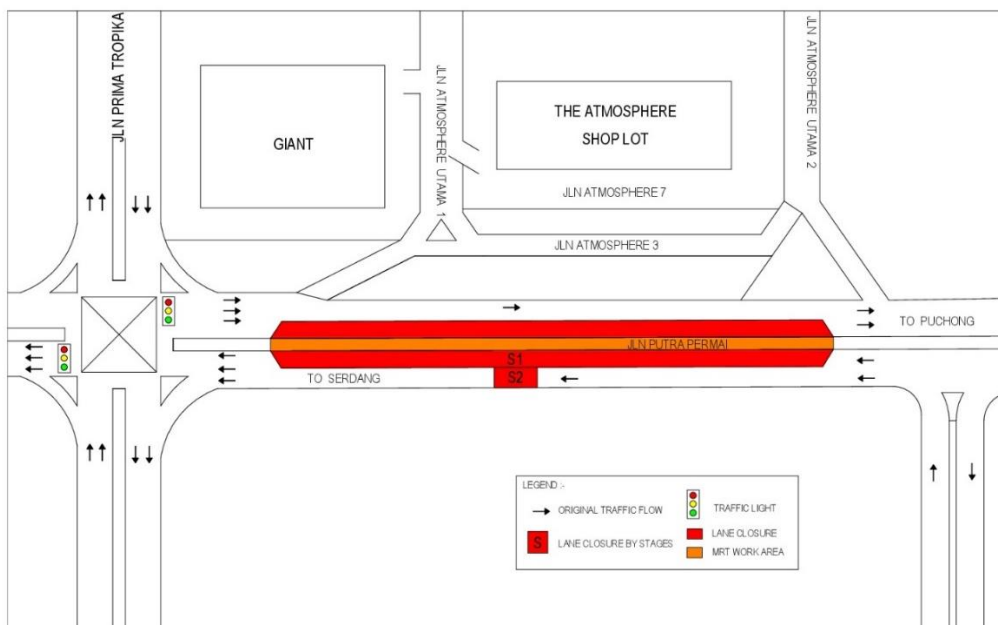 JLN PRIMA TROPIKA
GIANT
JLN ATMOSPHERE UTAMA 1
THE ATMOSPHERE
SHOP LOT
JLN ATMOSPHERE UTAMA 2
JLN ATMOSPHERE 7
JLN ATMOSPHERE 3
TO PUCHONG
JLN PUTRA PERMAI
S1
S2
TO SERDANG
LEGEND :-
ORIGINAL TRAFFIC FLOW
TRAFFIC LIGHT
S
LANE CLOSURE BY STAGES
LANE CLOSURE
MRT WORK AREA